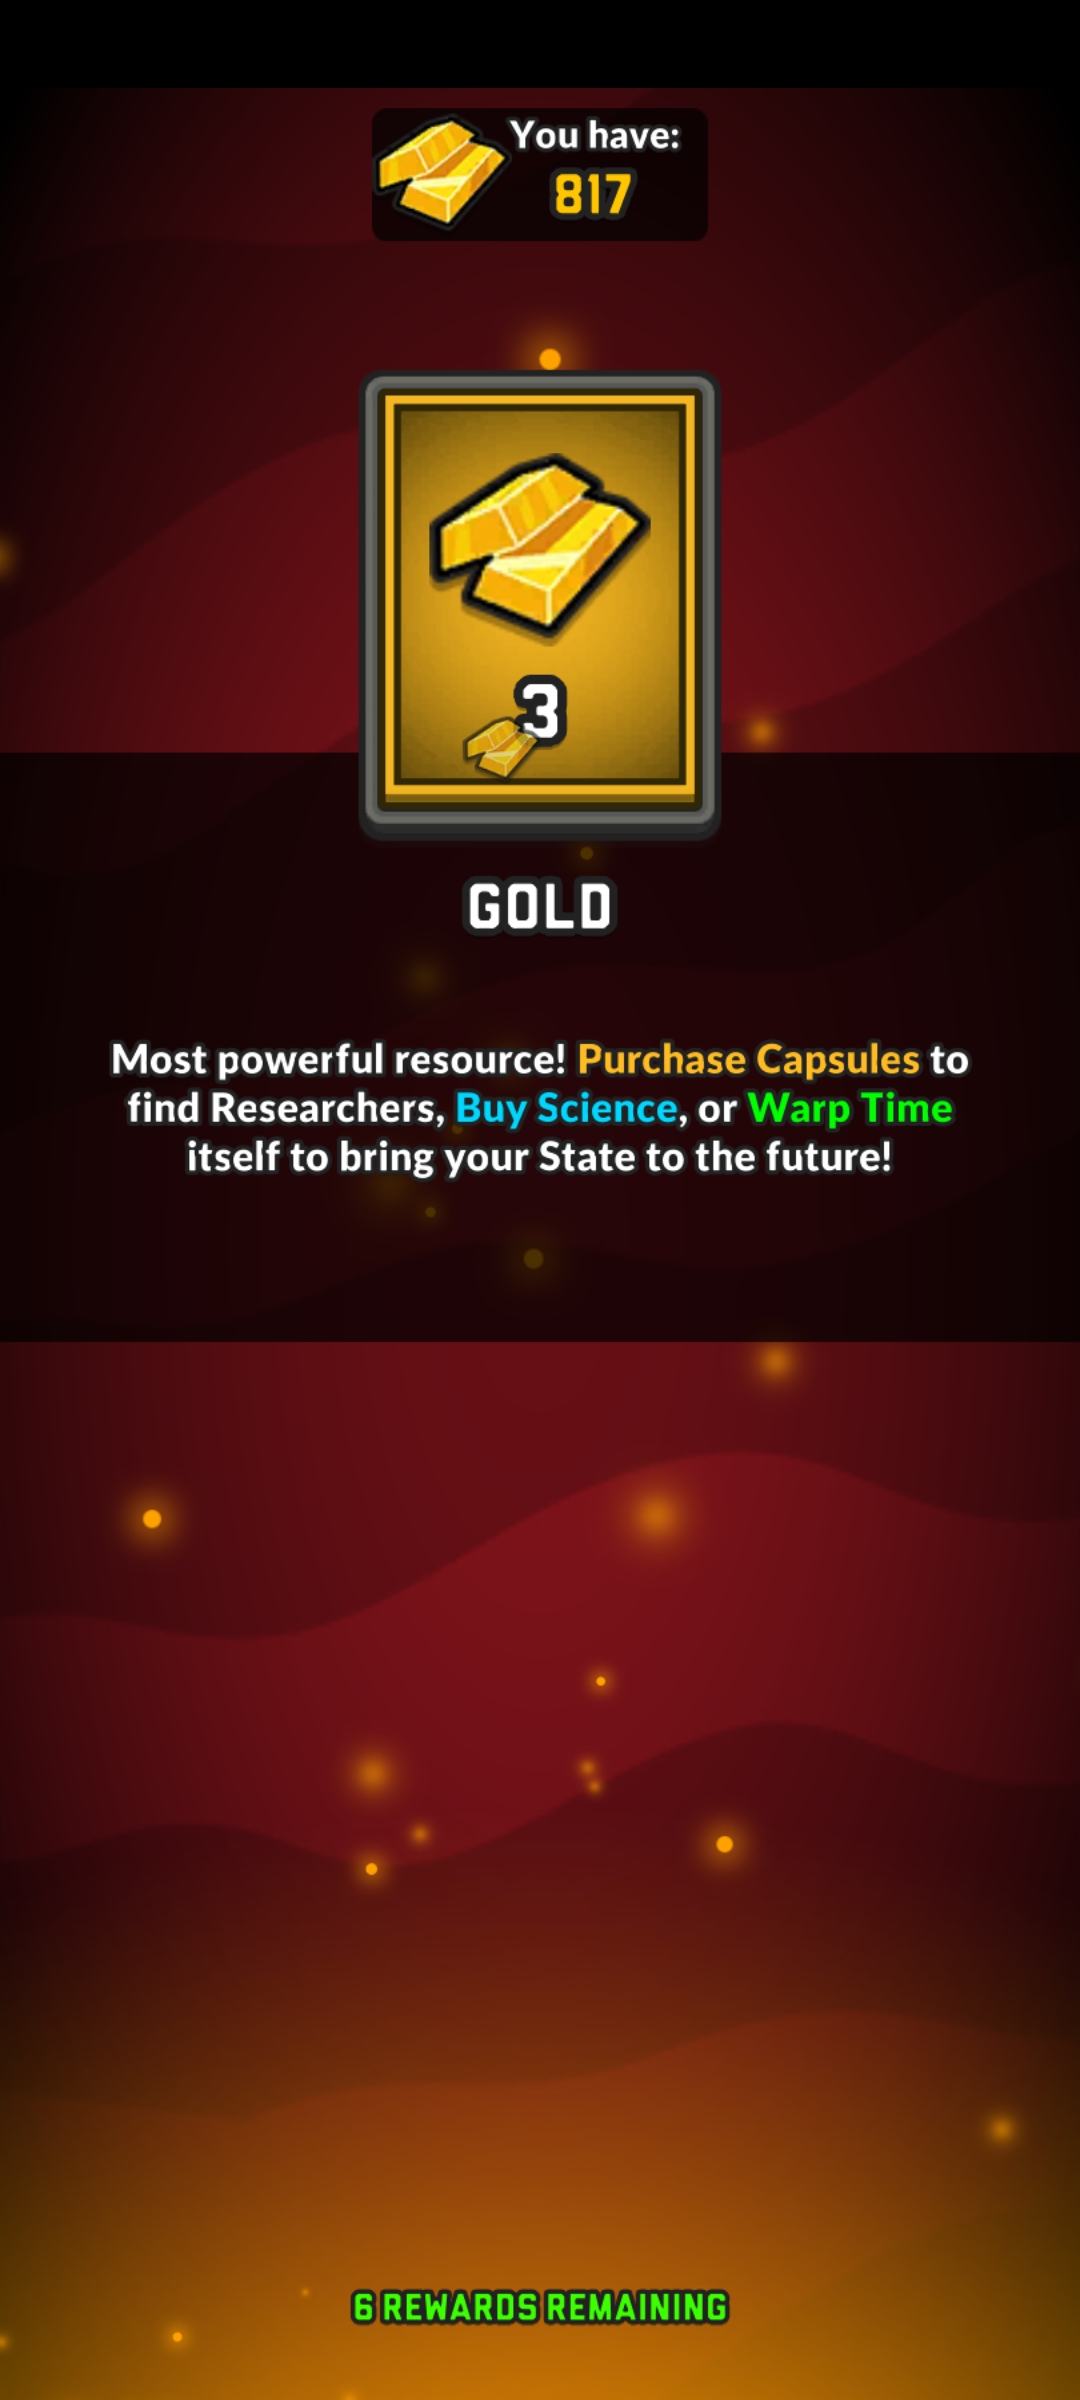 You have:
817
3
GOLD
Most powerful resource! Purchase Capsules to
find Researchers, Buy Science, or Warp Time
itself to bring your State to the future!
6 REWARDS REMAINING